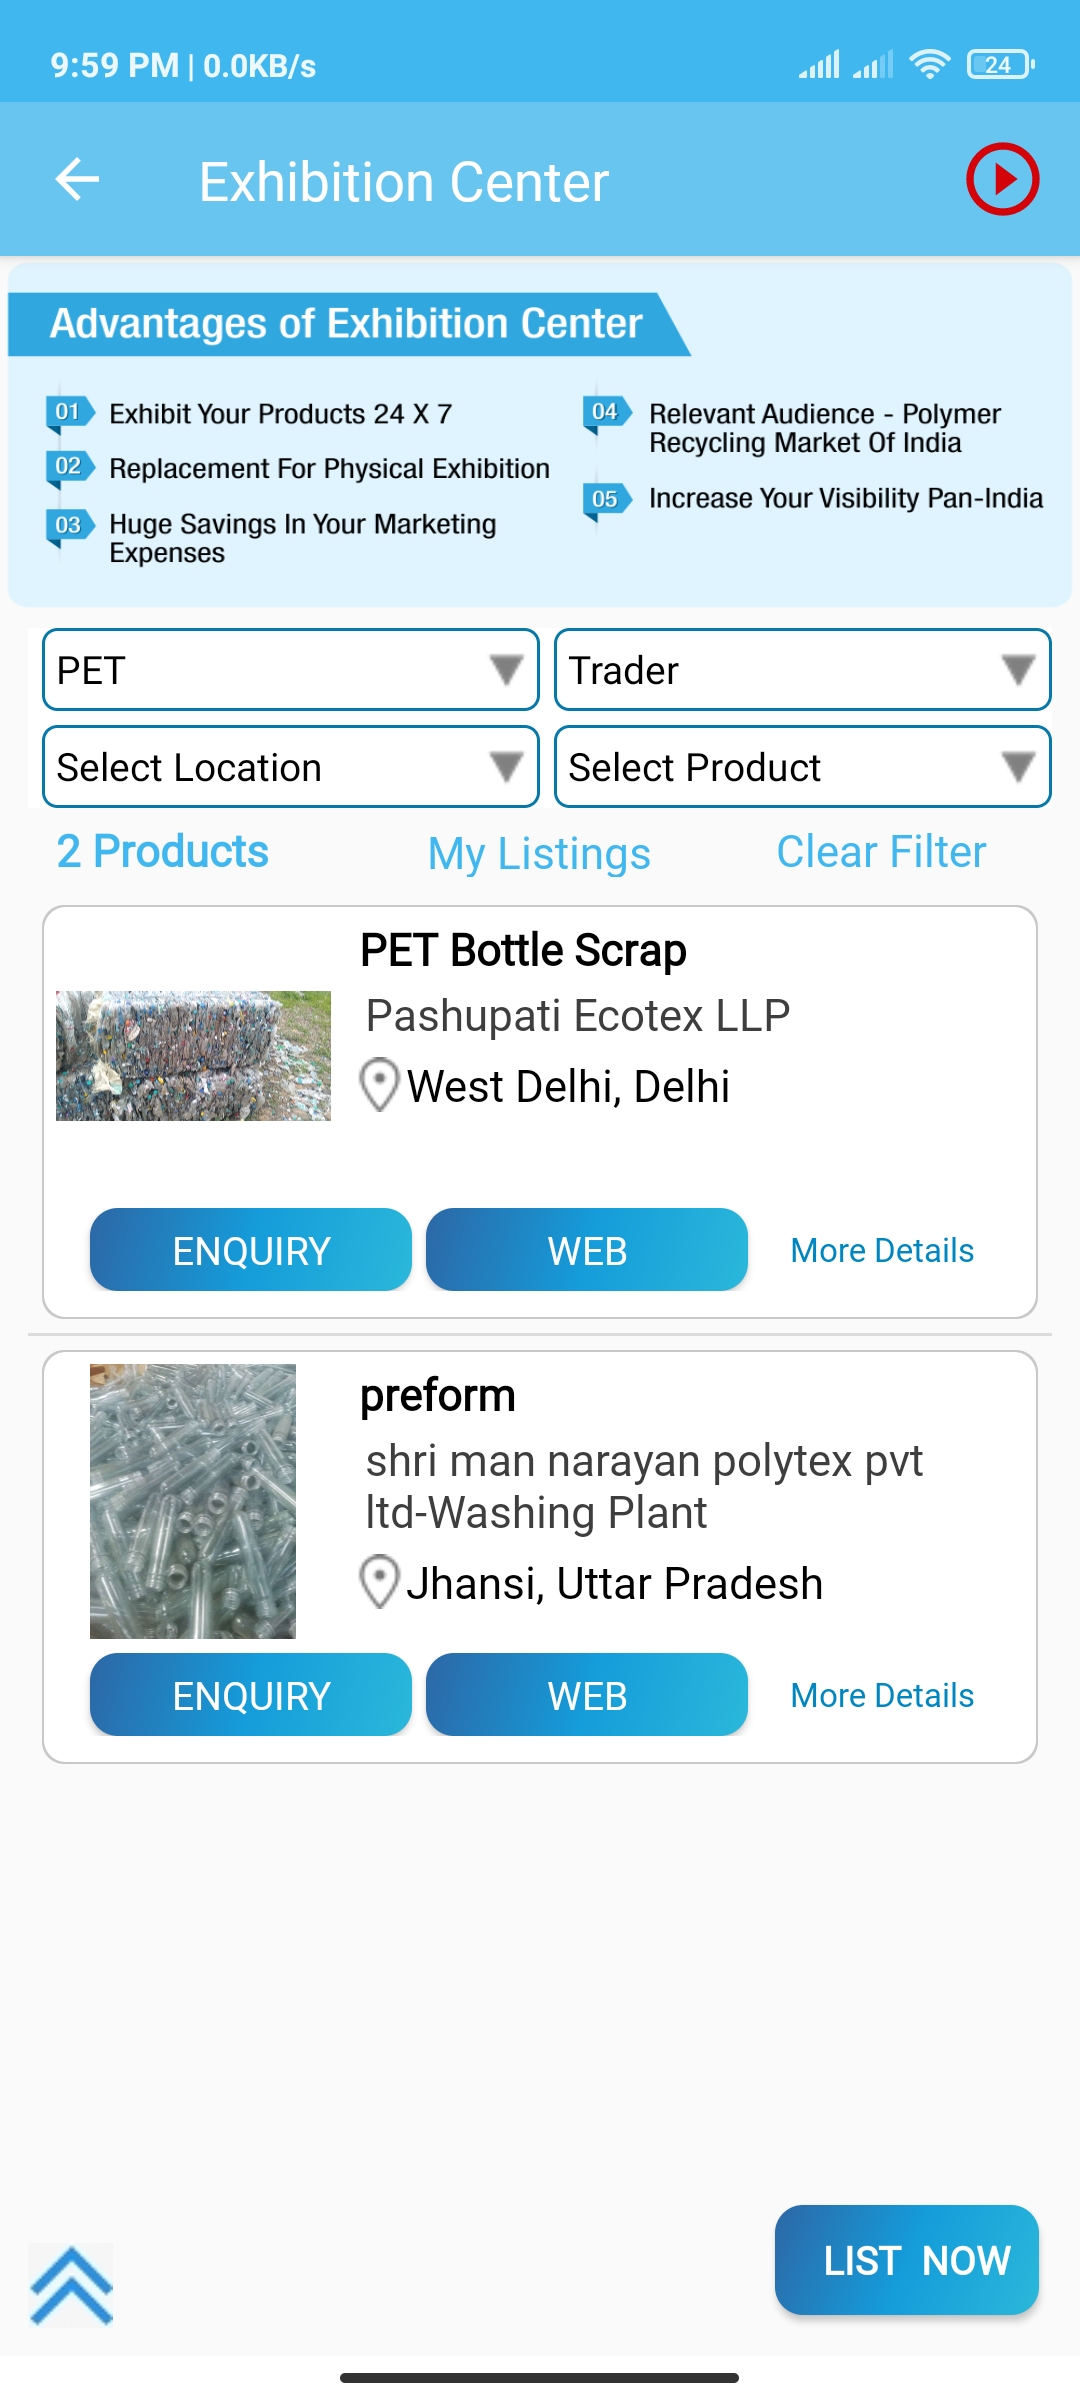 9:59 PM | 0.0KB/s
24
Exhibition Center
Advantages of Exhibition Center
01 Exhibit Your Products 24 X 7
02 Replacement For Physical Exhibition
03 Huge Savings In Your Marketing
Expenses
04 Relevant Audience - Polymer
Recycling Market Of India
05 Increase Your Visibility Pan-India
PET
Trader
Select Location
Select Product
2 Products
My Listings
Clear Filter
PET Bottle Scrap
Pashupati Ecotex LLP
West Delhi, Delhi
ENQUIRY
WEB
More Details
preform
shri man narayan polytex pvt
ltd-Washing Plant
Jhansi, Uttar Pradesh
ENQUIRY
WEB
More Details
LIST NOW